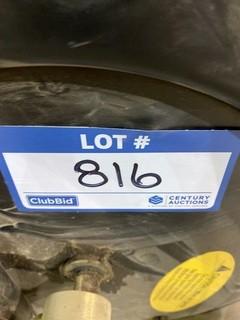 LOT #
816
ClubBid
CENTURY
AUCTIONS